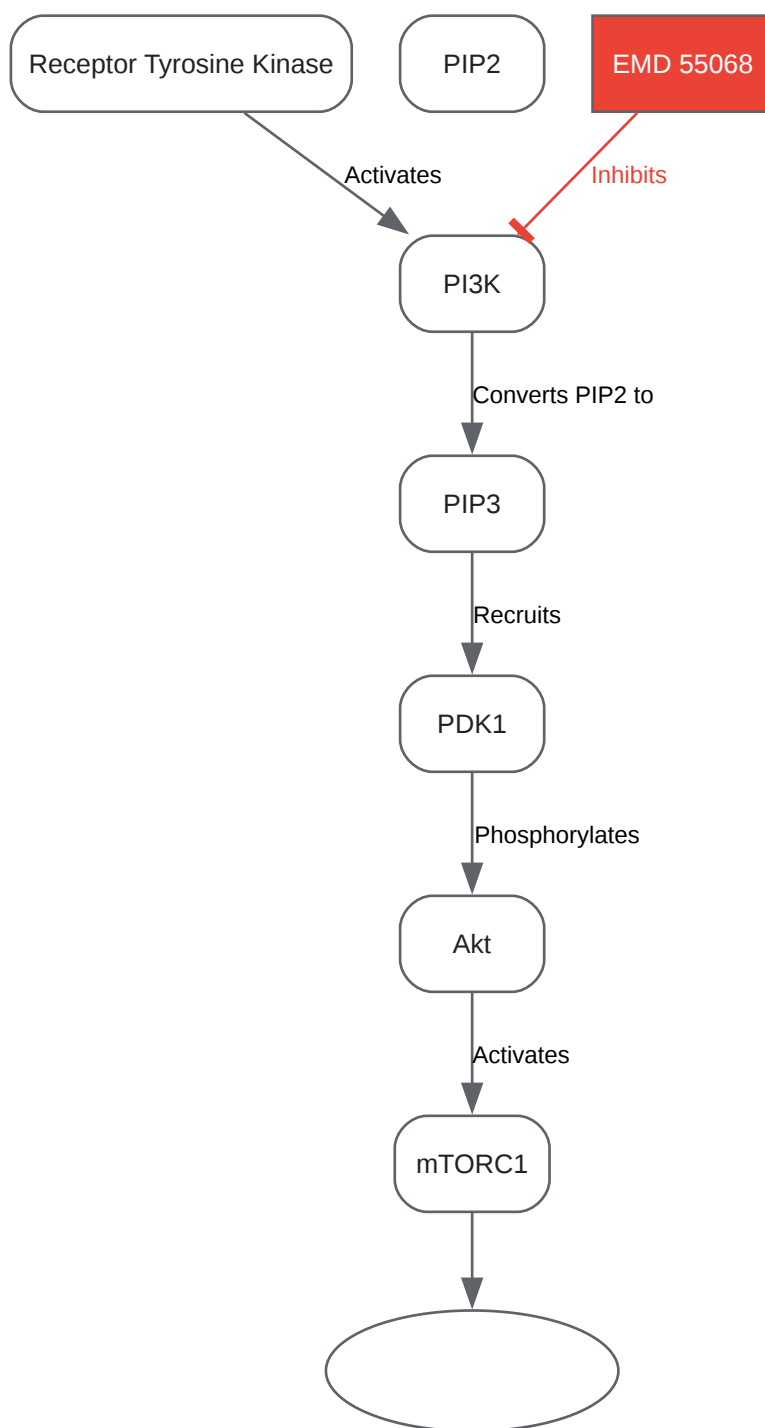 Receptor Tyrosine Kinase
PIP2
EMD 55068
Activates
Inhibits
PI3K
Converts PIP2 to
PIP3
Recruits
PDK1
Phosphorylates
Akt
Activates
mTORC1